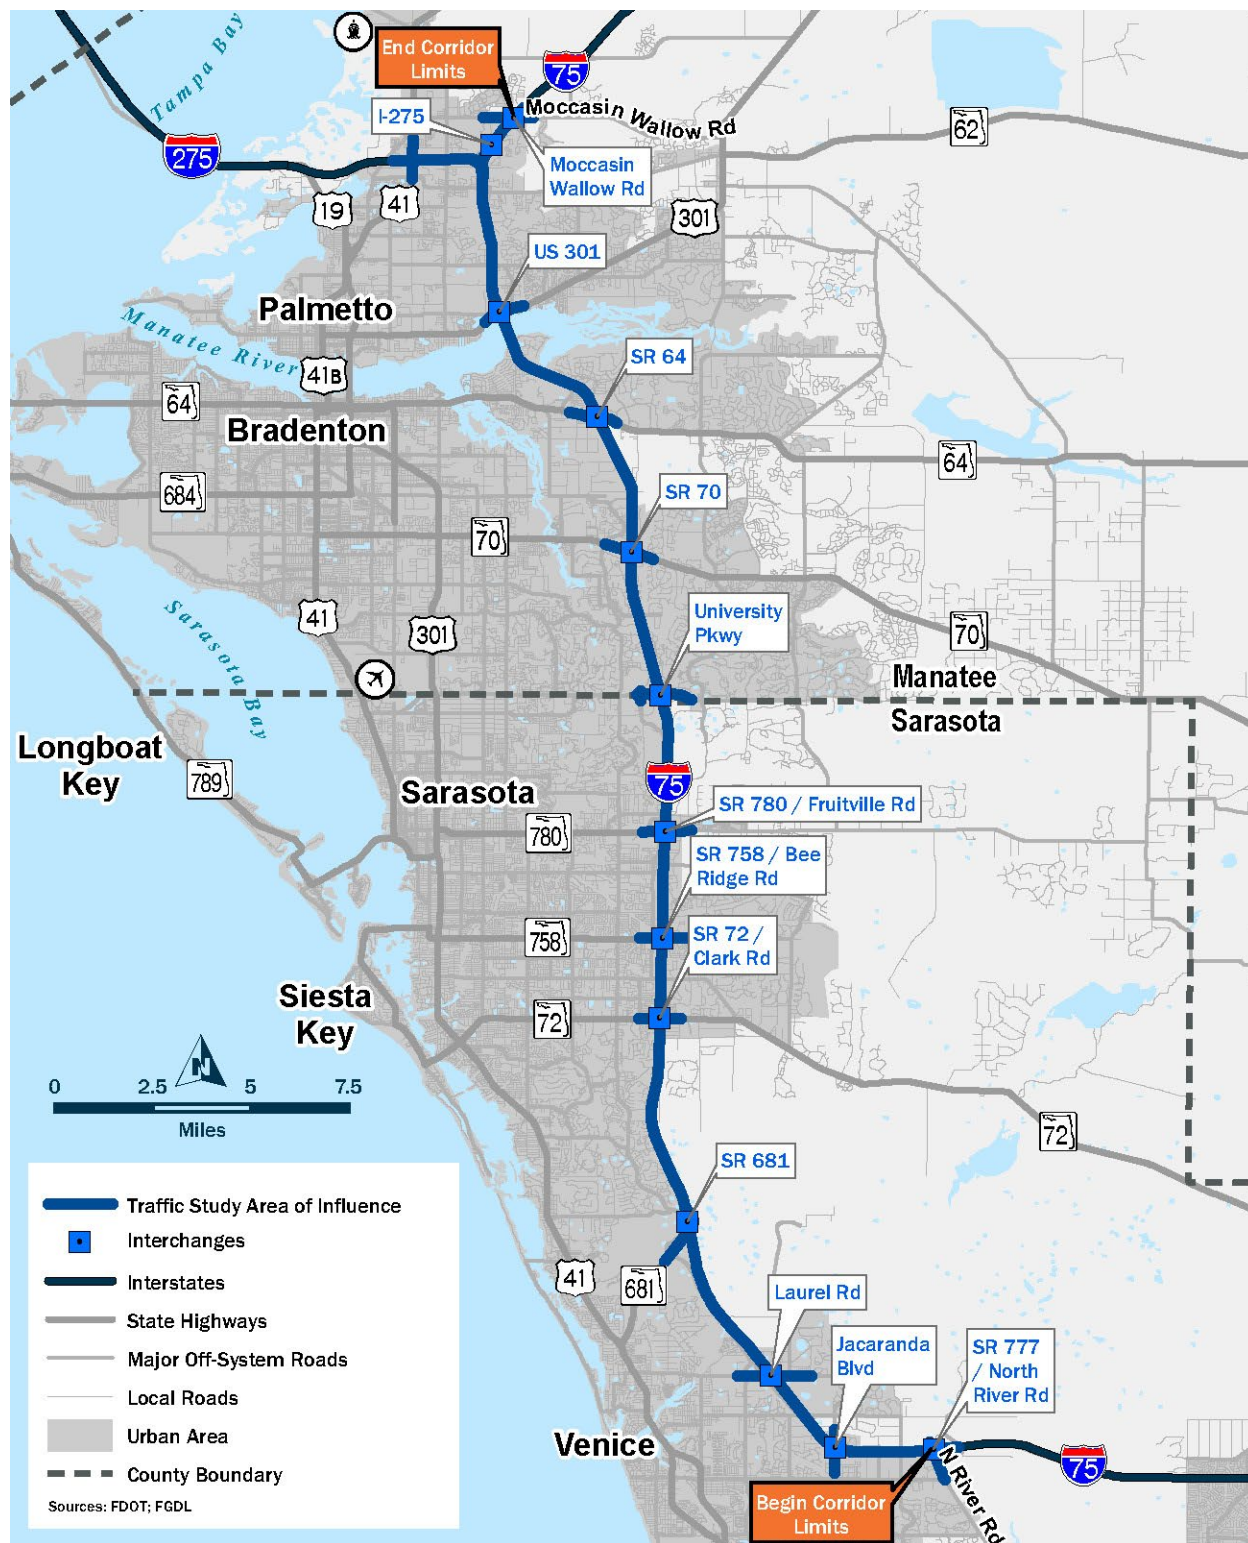 End Corridor
Limits
75
Tampa Bay
I-275
Moccasin Wallow Rd
62
275
Moccasin
Wallow Rd
19
41
301
US 301
Palmetto
Manatee River
SR 64
41B
64
Bradenton
64
684
SR 70
70
University
Pkwy
Sarasota Bay
41
301
70
Manatee
Sarasota
Longboat
Key
789
75
Sarasota
SR 780 / Fruitville Rd
780
SR 758 / Bee
Ridge Rd
758
SR 72 /
Clark Rd
Siesta
Key
72
N
0 2.5 5 7.5
Miles
72
SR 681
Traffic Study Area of Influence
Interchanges
Interstates
State Highways
Major Off-System Roads
Local Roads
Urban Area
County Boundary
Sources: FDOT; FGDL
41
681
Laurel Rd
Jacaranda
Blvd
SR 777
/ North
River Rd
Venice
75
N River Rd
Begin Corridor
Limits